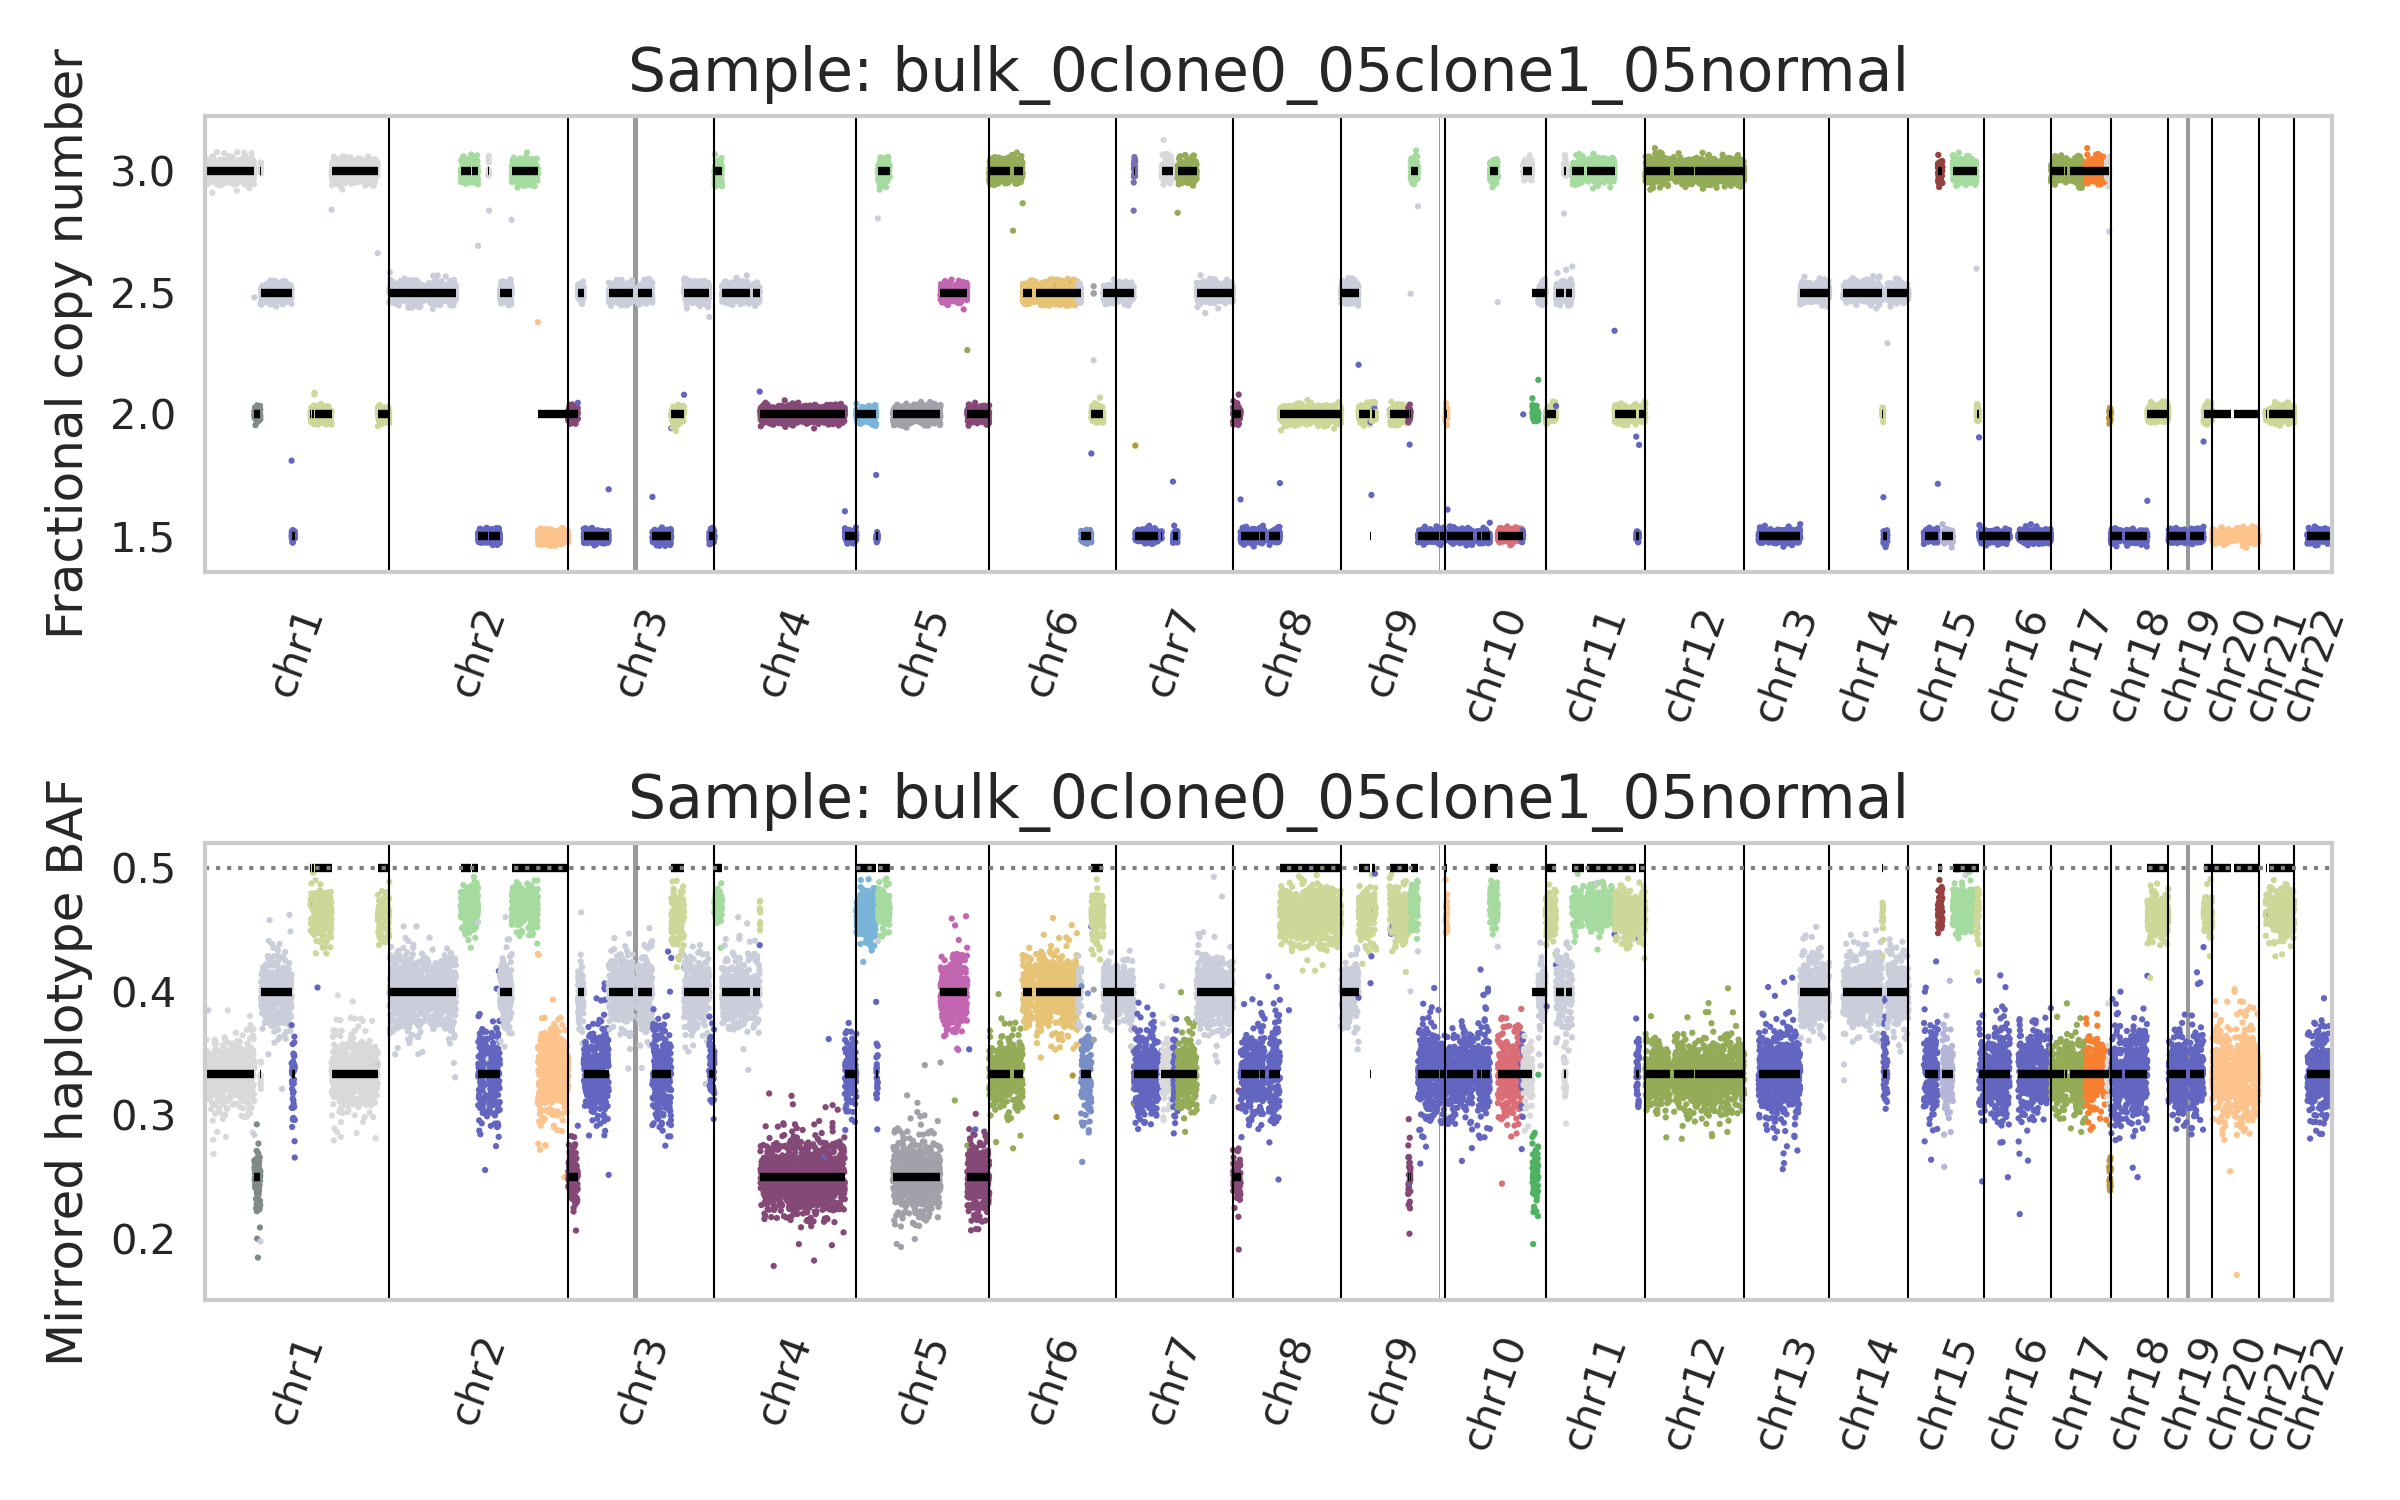 Sample: bulk_0clone0_05clone1_05normal
Fractional copy number
3.0
2.5
2.0
1.5
chr1 chr2 chr3 chr4 chr5 chr6 chr7 chr8 chr9 chr10 chr11 chr12 chr13 chr14 chr15 chr16 chr17 chr18 chr19 chr20 chr21 chr22
Sample: bulk_0clone0_05clone1_05normal
Mirrored haplotype BAF
0.5
0.4
0.3
0.2
chr1 chr2 chr3 chr4 chr5 chr6 chr7 chr8 chr9 chr10 chr11 chr12 chr13 chr14 chr15 chr16 chr17 chr18 chr19 chr20 chr21 chr22